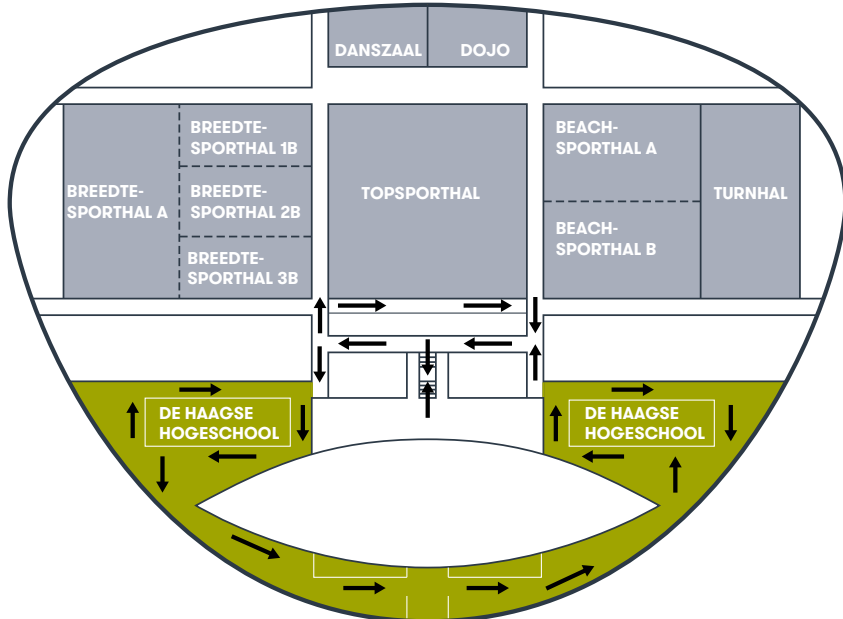 DANSZAAL
DOJO
BREEDTE-
SPORTHAL A
BREEDTE-
SPORTHAL 1B
BREEDTE-
SPORTHAL 2B
BREEDTE-
SPORTHAL 3B
TOPSPORTHAL
BEACH-
SPORTHAL A
BEACH-
SPORTHAL B
TURNHAL
DE HAAGSE
HOGESCHOOL
DE HAAGSE
HOGESCHOOL